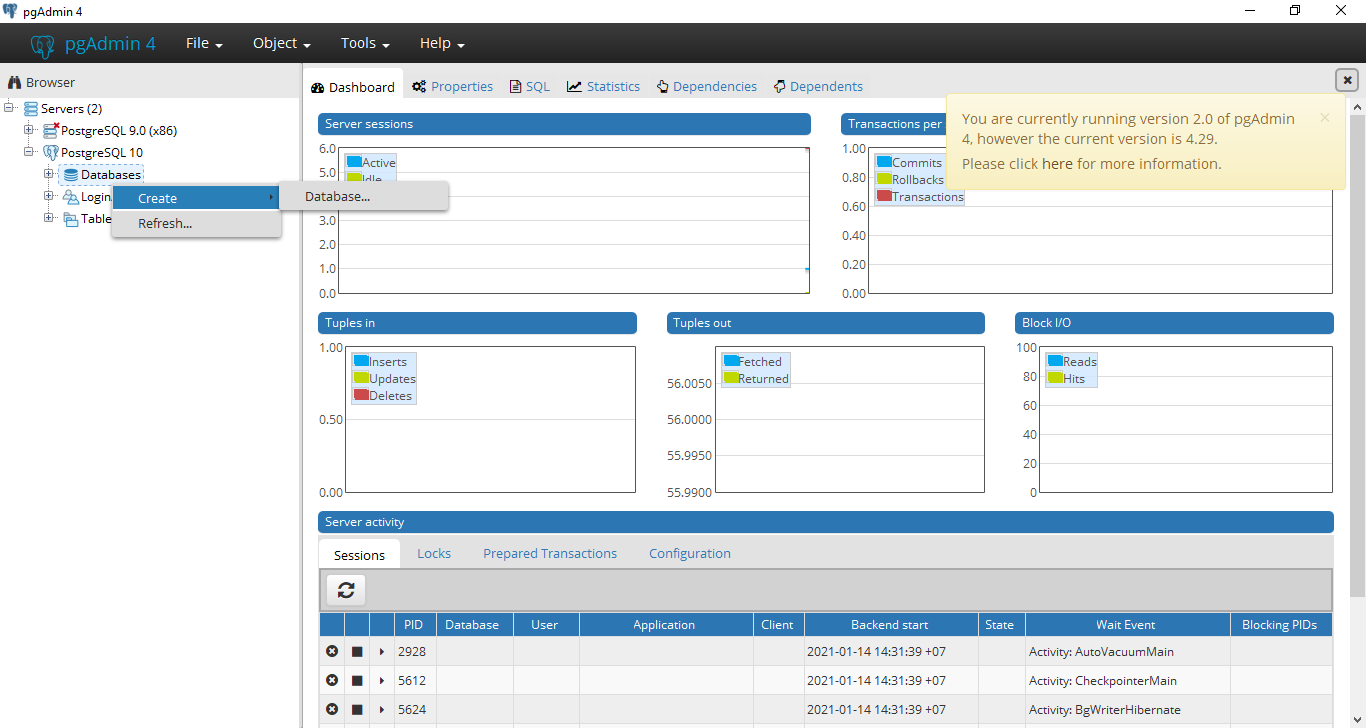 pgAdmin 4
pgAdmin 4 File Object Tools Help
Browser
Servers (2)
PostgreSQL 9.0 (x86)
PostgreSQL 10
Databases
Login
Table
Create
Refresh...
Database...
Dashboard Properties SQL Statistics Dependencies Dependents
You are currently running version 2.0 of pgAdmin
4, however the current version is 4.29.
Please click here for more information.
Server sessions
6.0
5.0
3.0
2.0
1.0
0.0
Active
Idle
Transactions per
1.00
0.80
0.60
0.40
0.20
0.00
Commits
Rollbacks
Transactions
Tuples in
1.00
0.50
0.00
Inserts
Updates
Deletes
Tuples out
56.0050
56.0000
55.9950
55.9900
Fetched
Returned
Block I/O
100
80
60
40
20
0
Reads
Hits
Server activity
Sessions Locks Prepared Transactions Configuration
PID Database User Application Client Backend start State Wait Event Blocking PIDs
2928 2021-01-14 14:31:39 +07 Activity: AutoVacuumMain
5612 2021-01-14 14:31:39 +07 Activity: CheckpointerMain
5624 2021-01-14 14:31:39 +07 Activity: BgWriterHibernate